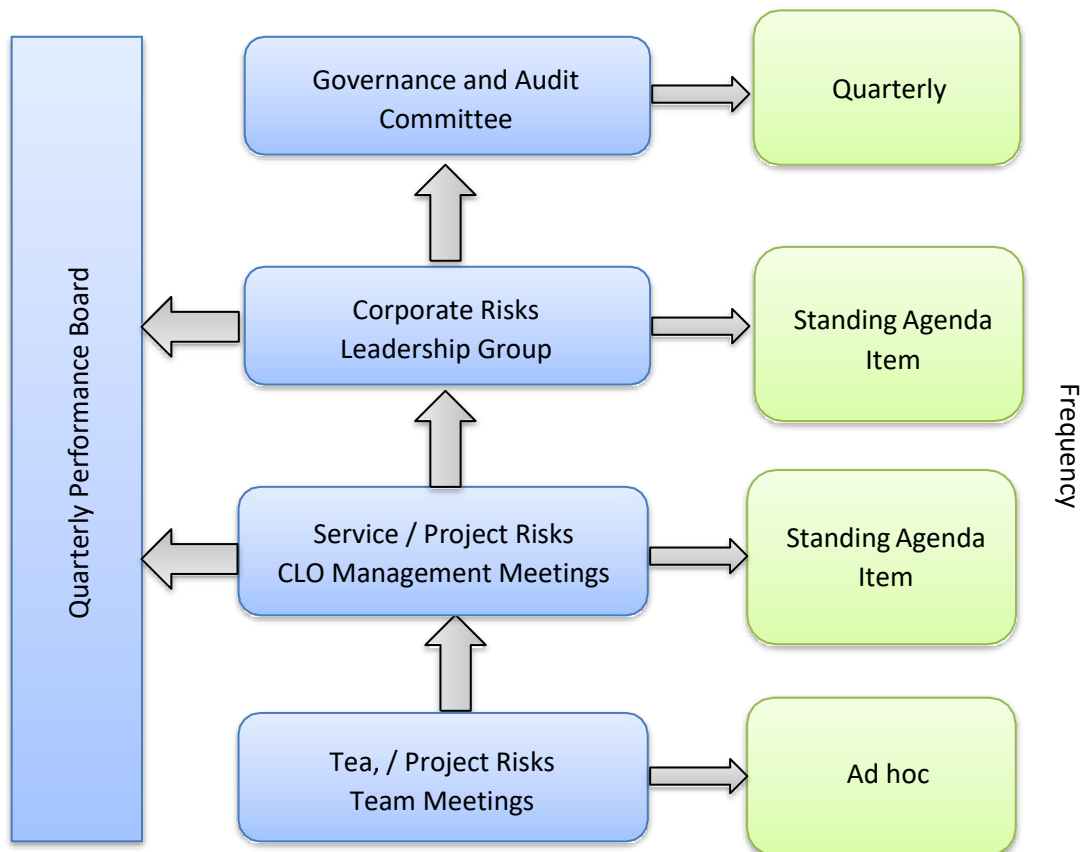 Quarterly Performance Board
Governance and Audit
Committee
Quarterly
Corporate Risks
Leadership Group
Standing Agenda
Item
Service / Project Risks
CLO Management Meetings
Standing Agenda
Item
Tea, / Project Risks
Team Meetings
Ad hoc
Frequency